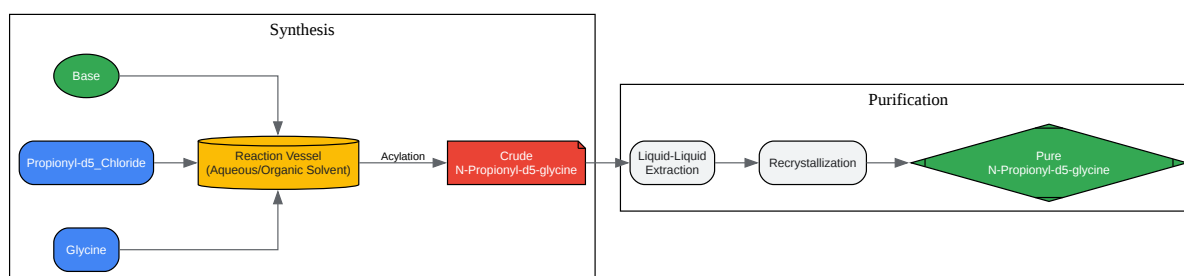 Synthesis
Base
Propionyl-d5_Chloride
Glycine
Reaction Vessel
(Aqueous/Organic Solvent)
Acylation
Crude
N-Propionyl-d5-glycine
Purification
Liquid-Liquid
Extraction
Recrystallization
Pure
N-Propionyl-d5-glycine